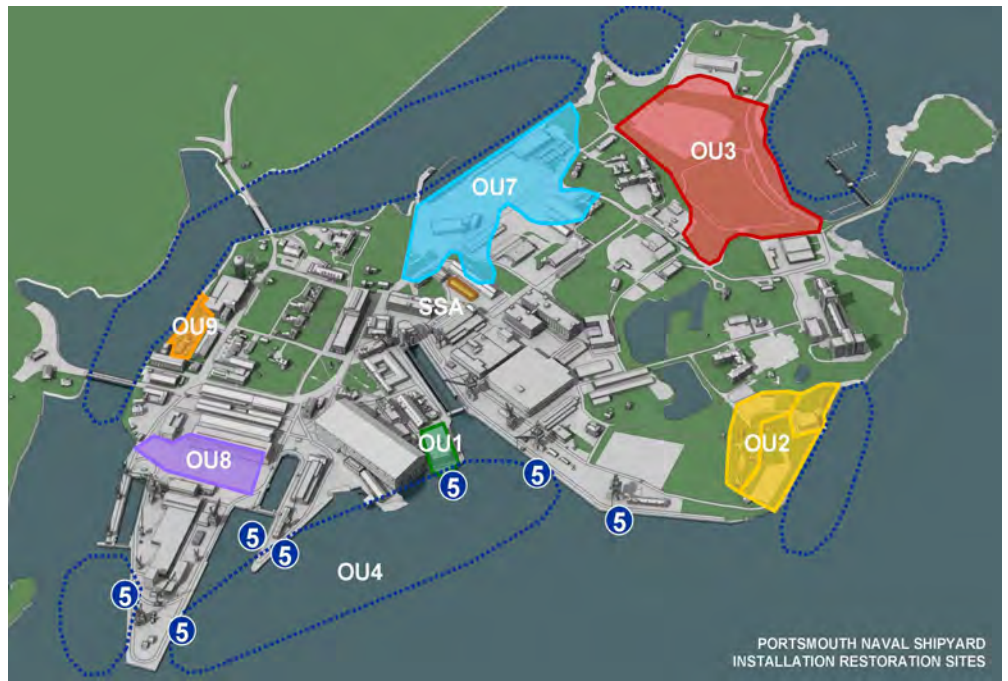 OU3
OU7
SSA
OU9
OU1
OU2
OU8
5
5
5
5
5
OU4
5
5
PORTSMOUTH NAVAL SHIPYARD
INSTALLATION RESTORATION SITES